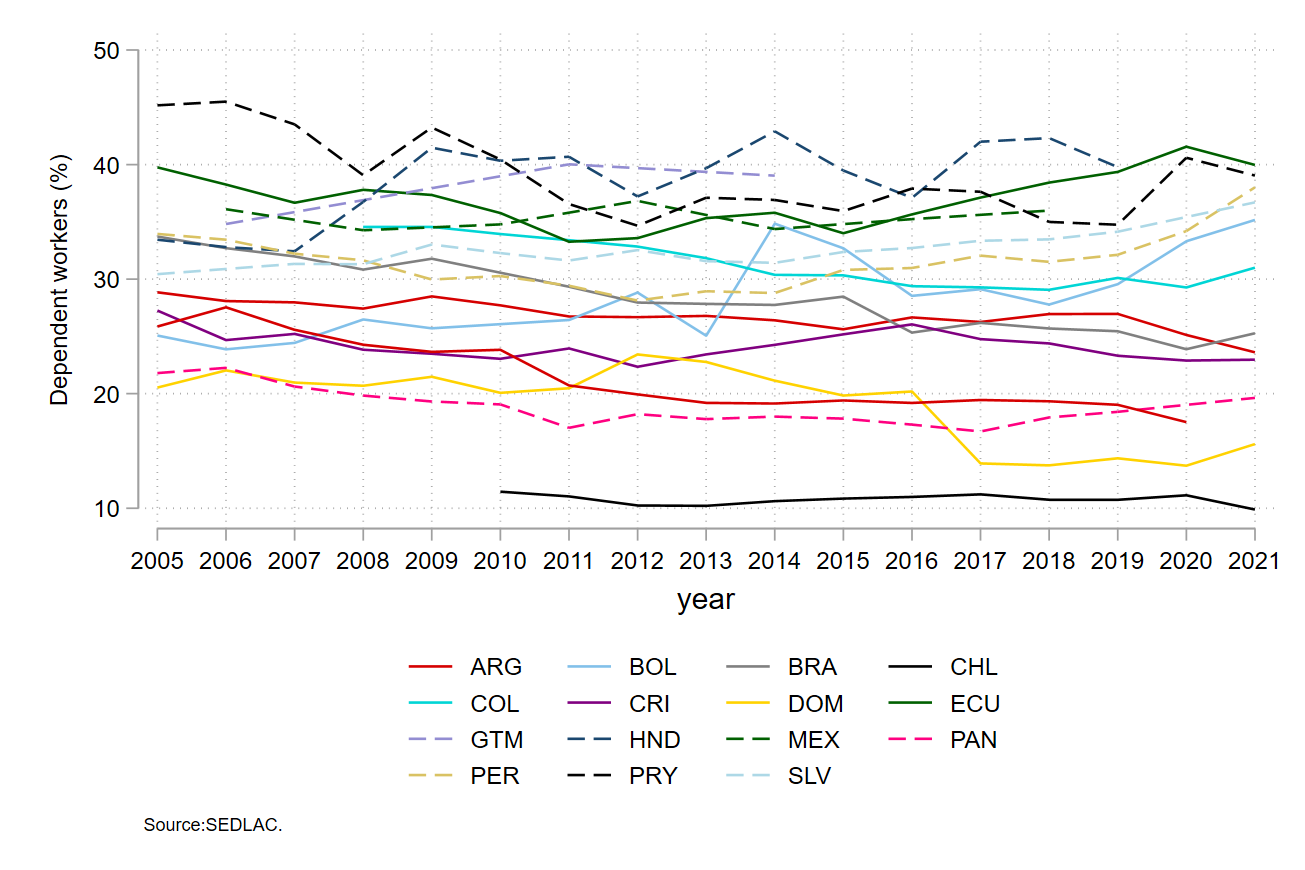 50
40
30
20
10
Dependent workers (%)
2005 2006 2007 2008 2009 2010 2011 2012 2013 2014 2015 2016 2017 2018 2019 2020 2021
year
ARG BOL BRA CHL
COL CRI DOM ECU
GTM HND MEX PAN
PER PRY SLV
Source:SEDLAC.